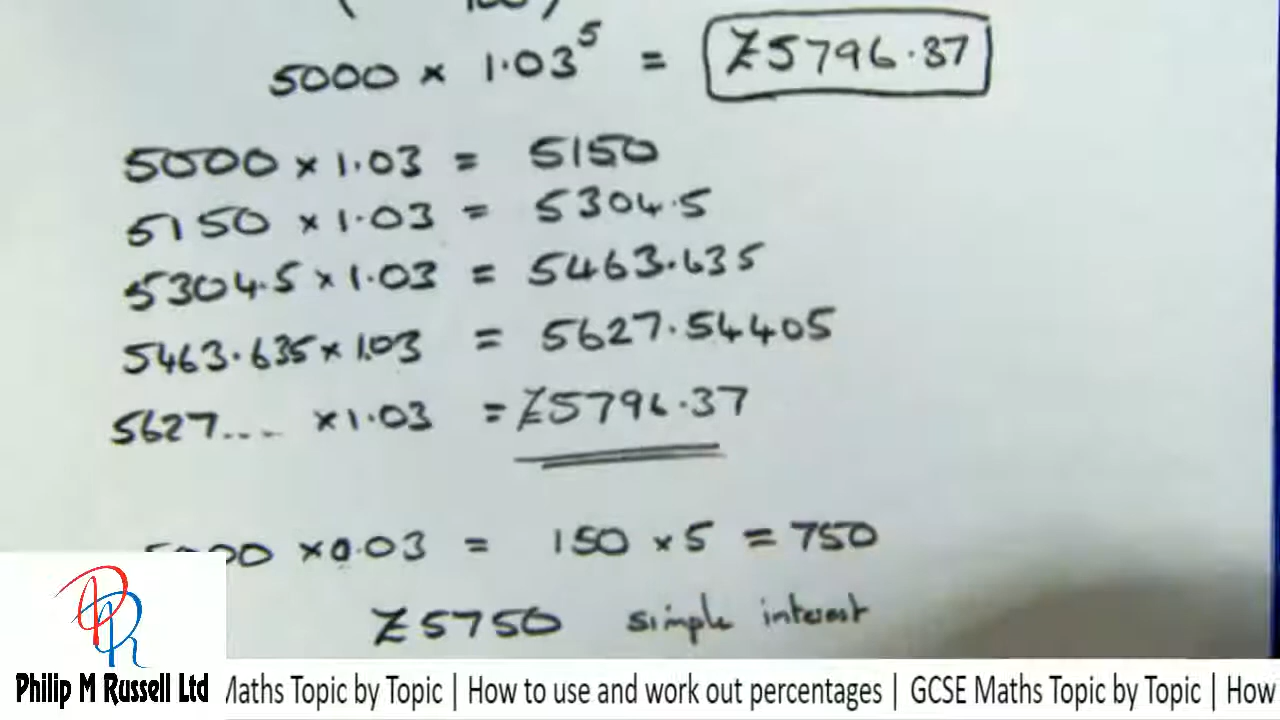 5000 × 1.03⁵ = £5796.37
5000 × 1.03 = 5150
5150 × 1.03 = 5304.5
5304.5 × 1.03 = 5463.635
5463.635 × 1.03 = 5627.54405
5627.... × 1.03 = £5796.37
5000 × 0.03 = 150 × 5 = 750
£5750 simple interest
PR
Philip M Russell Ltd
Maths Topic by Topic | How to use and work out percentages | GCSE Maths Topic by Topic | How